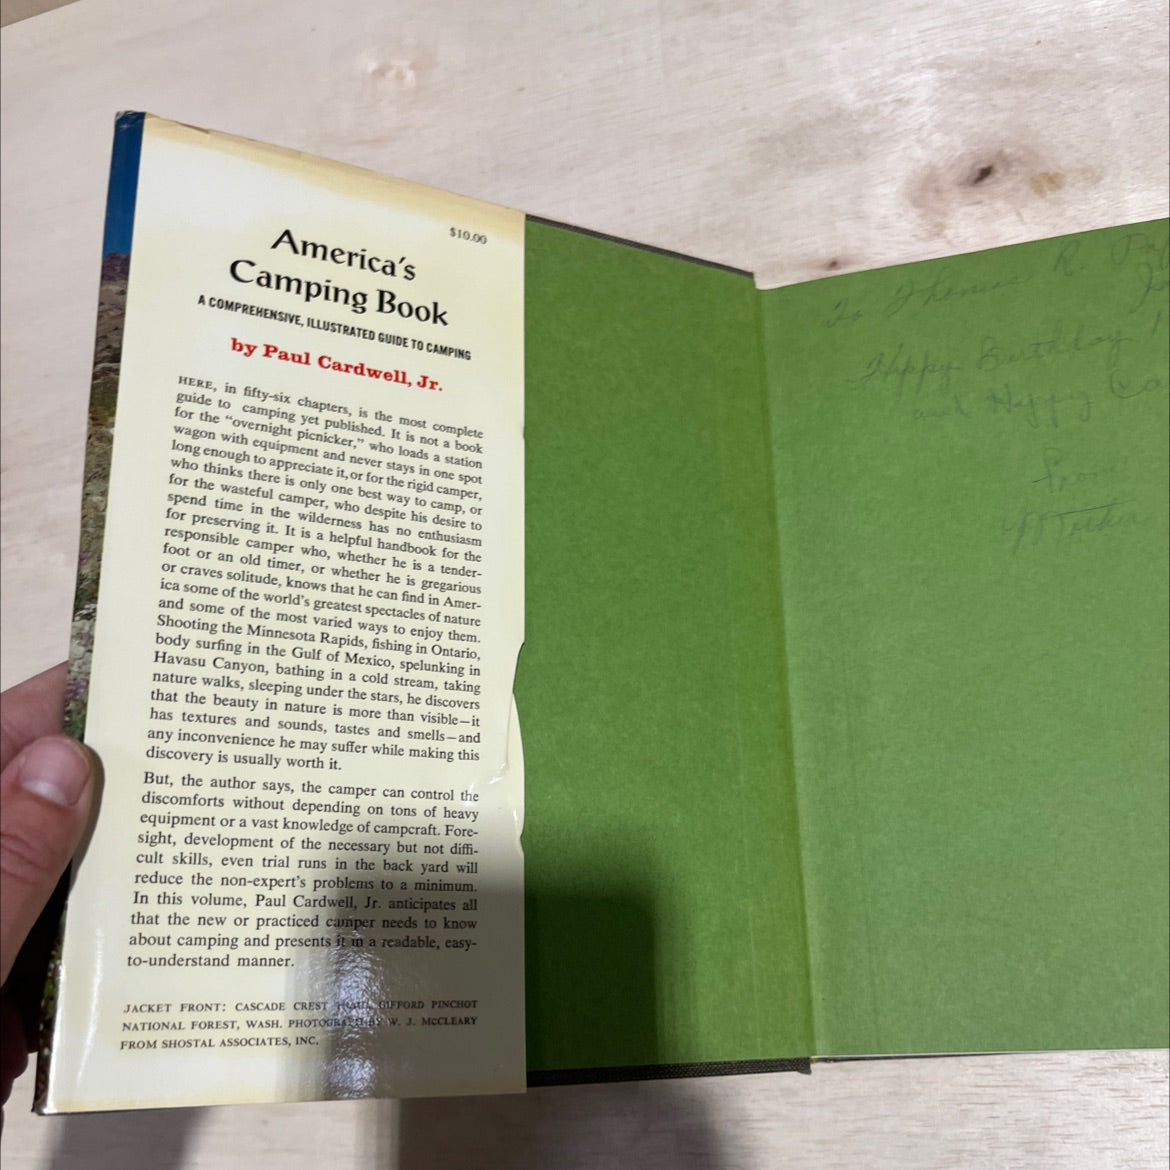 $10.00
America's
Camping Book
A COMPREHENSIVE, ILLUSTRATED GUIDE TO CAMPING
by Paul Cardwell, Jr.
HERE, in fifty-six chapters, is the most complete
guide to camping yet published. It is not a book
for the "overnight picnicker," who loads a station
wagon with equipment and never stays in one spot
long enough to appreciate it, or for the rigid camper,
who thinks there is only one best way to camp, or
for the wasteful camper, who despite his desire to
spend time in the wilderness has no enthusiasm
for preserving it. It is a helpful handbook for the
responsible camper who, whether he is a tender-
foot or an old timer, or whether he is gregarious
or craves solitude, knows that he can find in Amer-
ica some of the world's greatest spectacles of nature
and some of the most varied ways to enjoy them.
Shooting the Minnesota Rapids, fishing in Ontario,
body surfing in the Gulf of Mexico, spelunking in
Havasu Canyon, bathing in a cold stream, taking
nature walks, sleeping under the stars, he discovers
that the beauty in nature is more than visible—it
has textures and sounds, tastes and smells—and
any inconvenience he may suffer while making this
discovery is usually worth it.
But, the author says, the camper can control the
discomforts without depending on tons of heavy
equipment or a vast knowledge of campcraft. Fore-
sight, development of the necessary but not diffi-
cult skills, even trial runs in the back yard will
reduce the non-expert's problems to a minimum.
In this volume, Paul Cardwell, Jr. anticipates all
that the new or practiced camper needs to know
about camping and presents it in a readable, easy-
to-understand manner.
JACKET FRONT: CASCADE CREST TRAIL, GIFFORD PINCHOT
NATIONAL FOREST, WASH. PHOTOGRAPH BY W. J. McCLEARY
FROM SHOSTAL ASSOCIATES, INC.
To Thomas R
Happy Birthday
and Happy
from